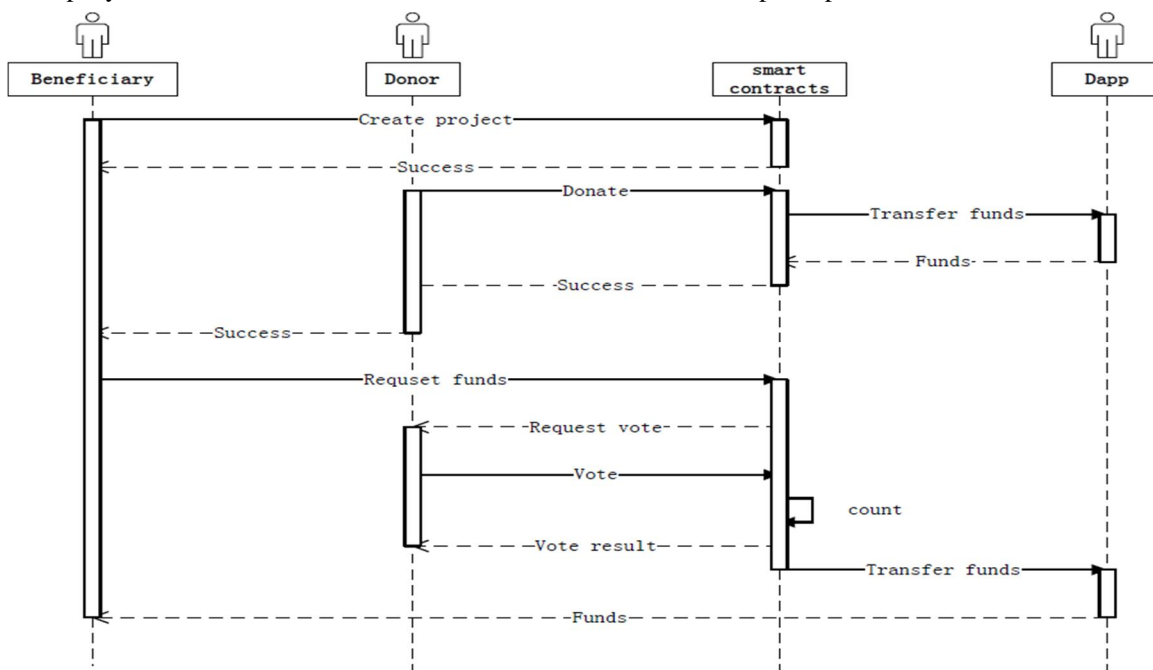 Beneficiary
Donor
smart
contracts
Dapp
Create project
Success
Donate
Transfer funds
Funds
Success
Success
Requset funds
Request vote
Vote
count
Vote result
Transfer funds
Funds